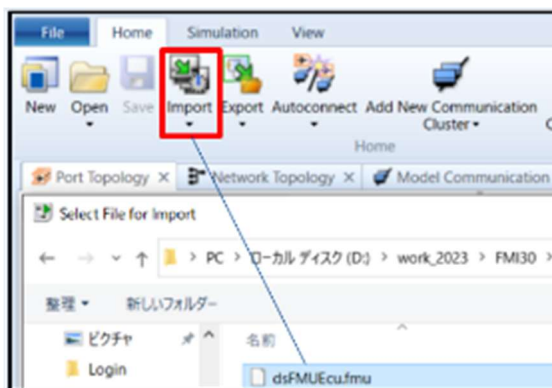 File Home Simulation View
New Open Save Import Export Autoconnect Add New Communication
Cluster
Home
Port Topology × Network Topology × Model Communication
Select File for Import
PC > ローカル ディスク (D:) > work_2023 > FMI30 >
整理 新しいフォルダー
ピクチャ 名前
Login
dsFMUEcu.fmu